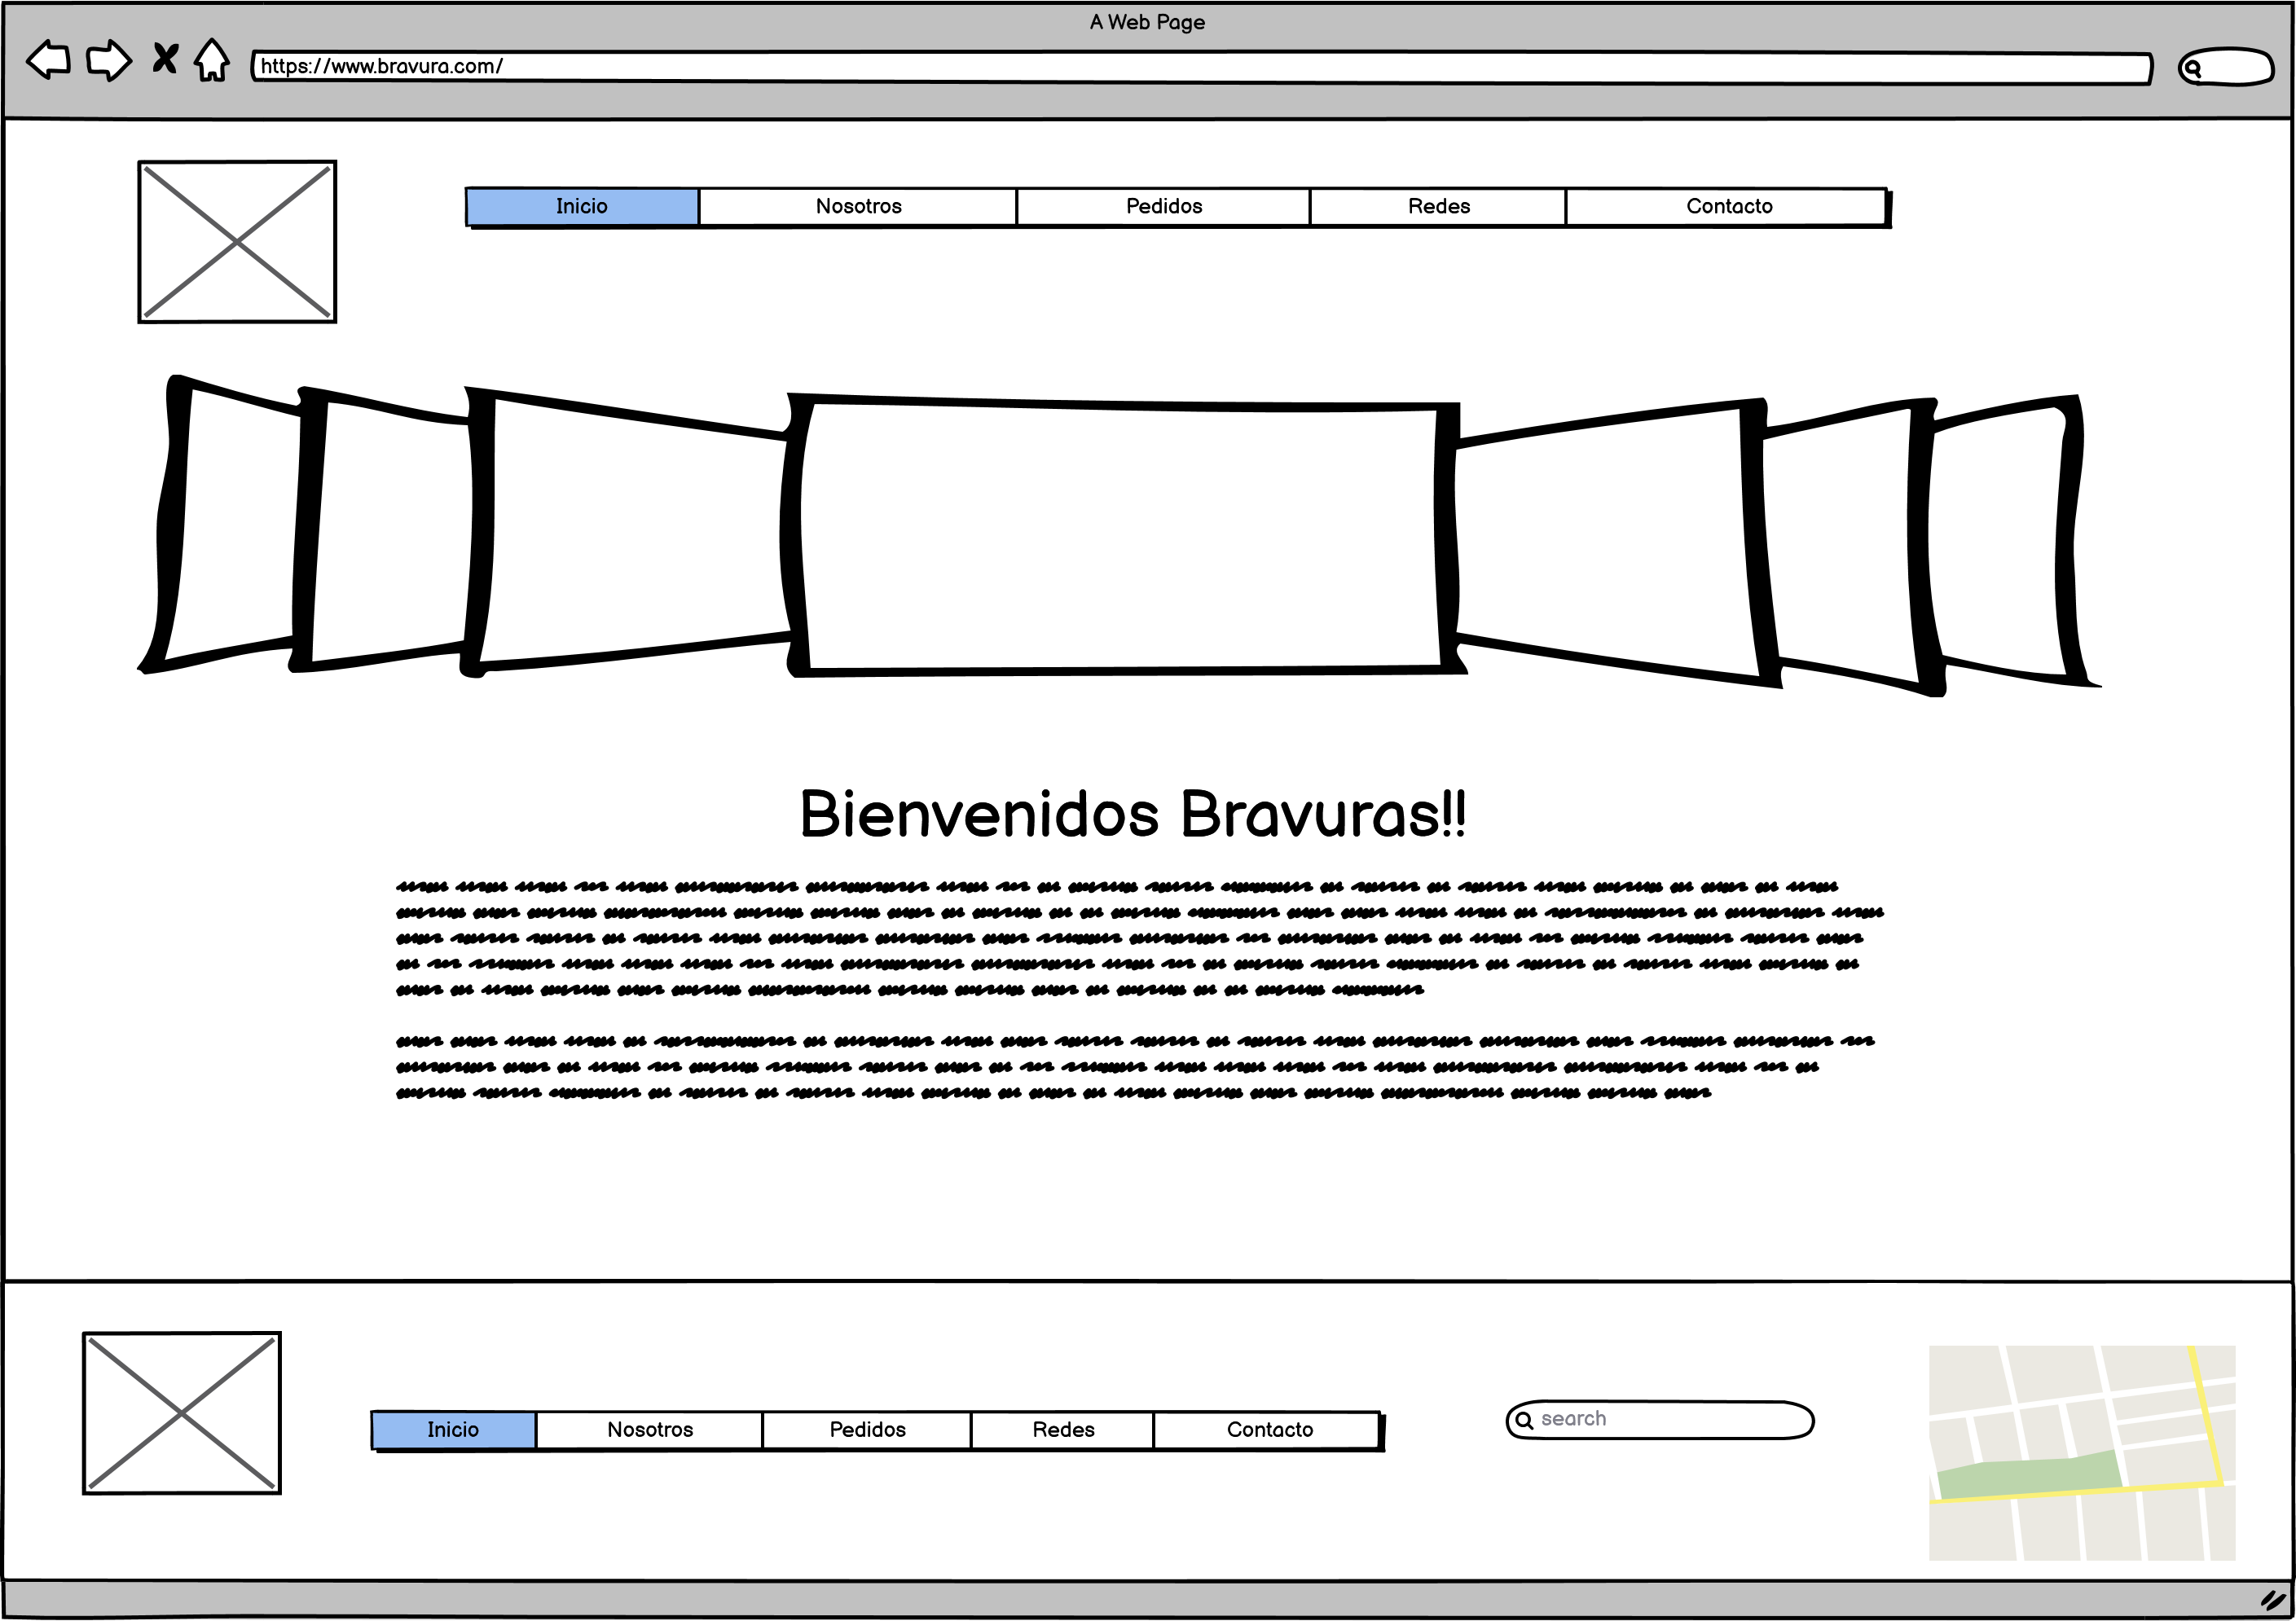 A Web Page
https://www.bravura.com/
Inicio Nosotros Pedidos Redes Contacto
Bienvenidos Bravuras!!
Inicio Nosotros Pedidos Redes Contacto
search